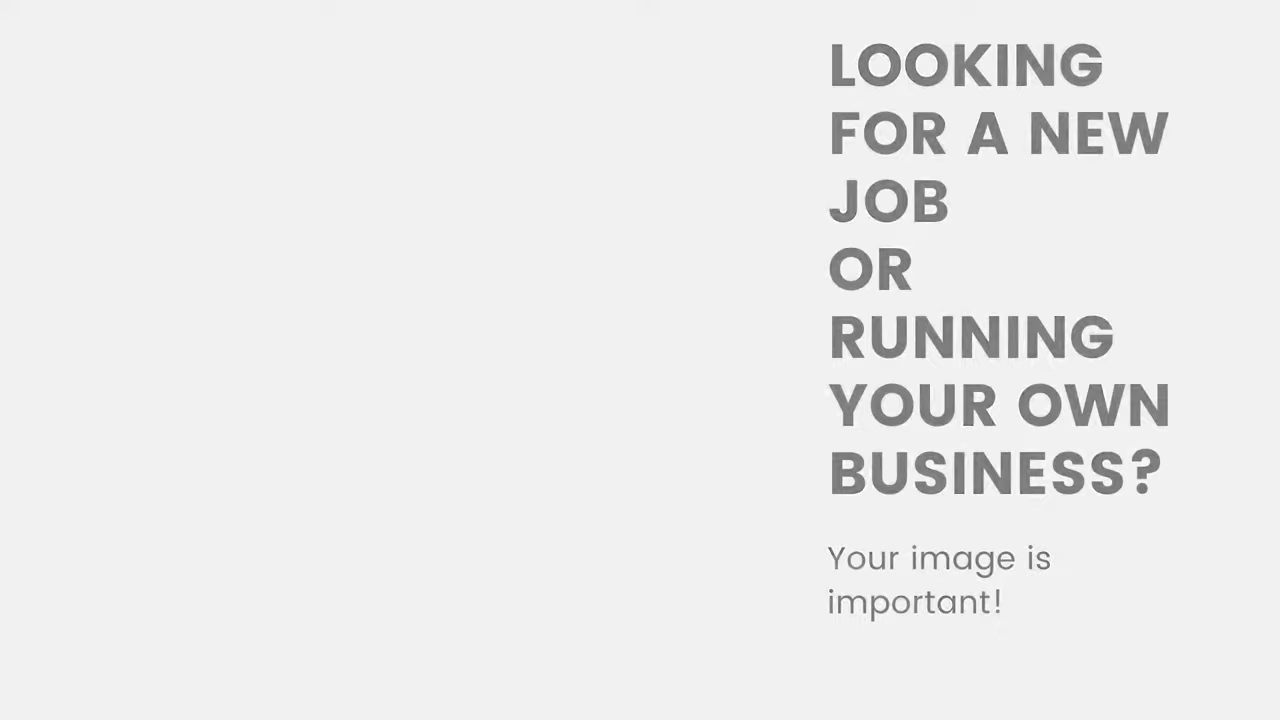 LOOKING
FOR A NEW
JOB
OR
RUNNING
YOUR OWN
BUSINESS?
Your image is
important!